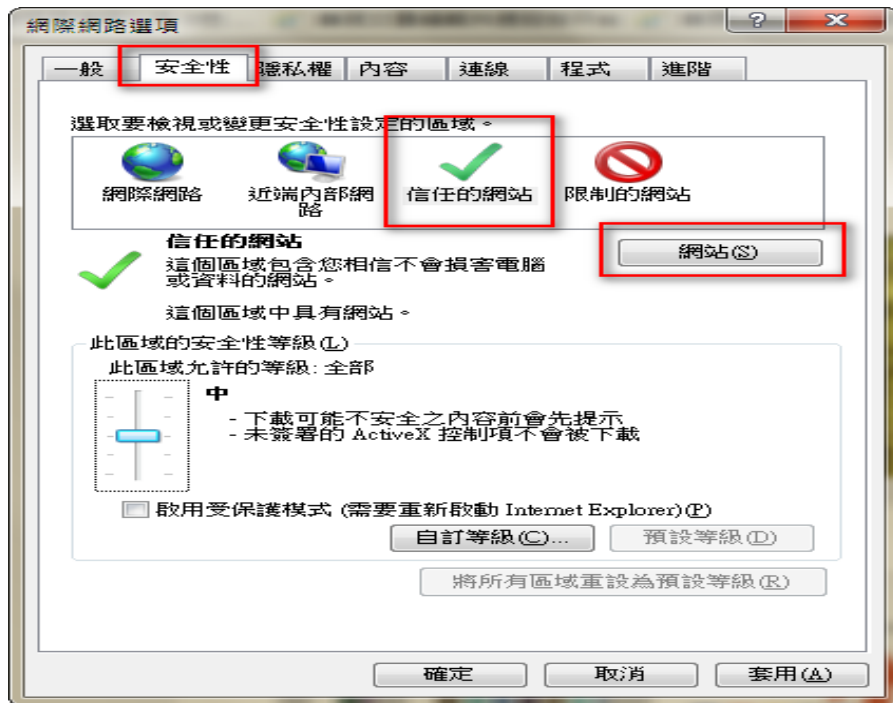 網際網路選項
一般 安全性 隱私權 內容 連線 程式 進階
選取要檢視或變更安全性設定的區域。
網際網路 近端內部網路 信任的網站 限制的網站
信任的網站
網站(S)
這個區域包含您相信不會損害電腦
或資料的網站。
這個區域中具有網站。
此區域的安全性等級(L)
此區域允許的等級: 全部
中
- 下載可能不安全之內容前會先提示
- 未簽署的 ActiveX 控制項不會被下載
啟用受保護模式 (需要重新啟動 Internet Explorer)(P)
自訂等級(C)... 預設等級(D)
將所有區域重設為預設等級(R)
確定 取消 套用(A)